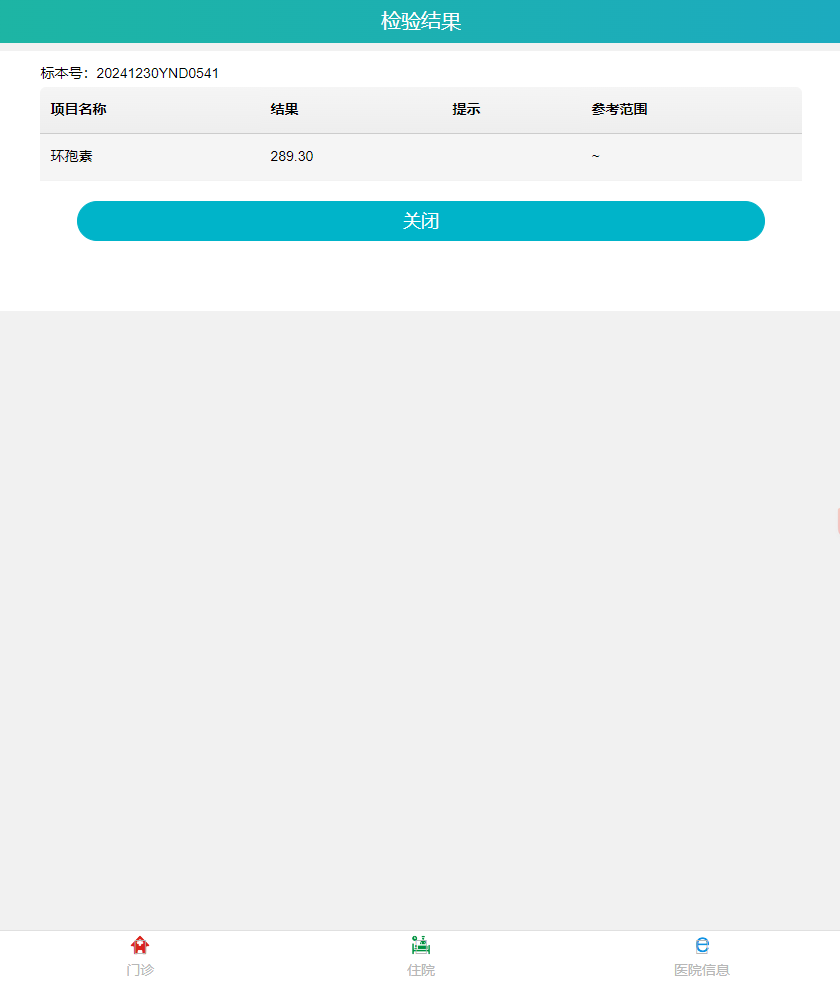 检验结果
标本号：20241230YND0541
项目名称 结果 提示 参考范围
环孢素 289.30 ~
关闭
门诊 住院 医院信息